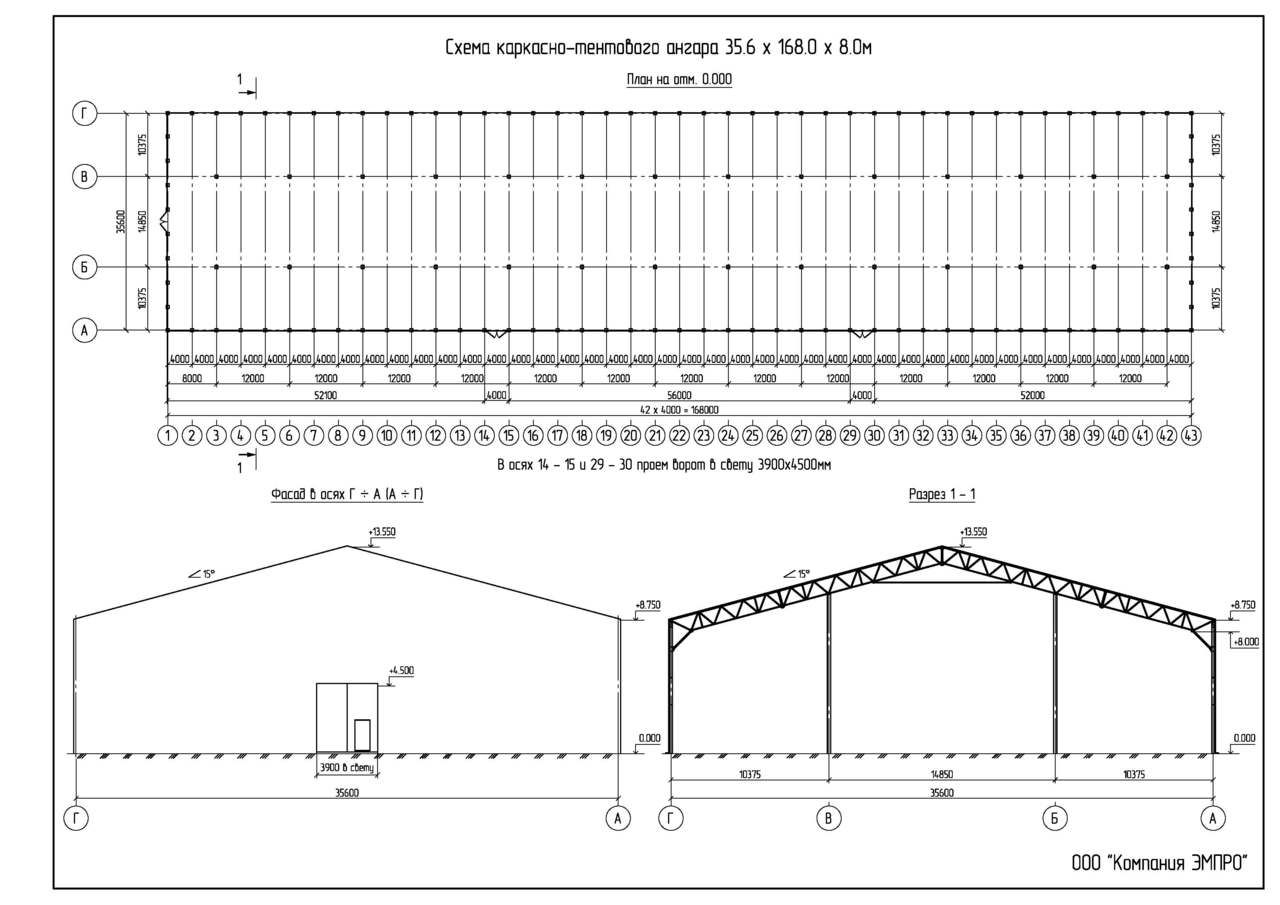 Схема каркасно-тентового ангара 35.6 х 168.0 х 8.0м
План на отм. 0.000
1
Г
В
Б
А
10375
14850
10375
35600
10375
14850
10375
4000 4000 4000 4000 4000 4000 4000 4000 4000 4000 4000 4000 4000 4000 4000 4000 4000 4000 4000 4000 4000 4000 4000 4000 4000 4000 4000 4000 4000 4000 4000 4000 4000 4000 4000 4000 4000 4000 4000 4000 4000 4000
8000 12000 12000 12000 12000 12000 12000 12000 12000 12000 12000 12000 12000 12000
52100 4000 56000 4000 52000
42 x 4000 = 168000
1 2 3 4 5 6 7 8 9 10 11 12 13 14 15 16 17 18 19 20 21 22 23 24 25 26 27 28 29 30 31 32 33 34 35 36 37 38 39 40 41 42 43
1
В осях 14 - 15 и 29 - 30 проем ворот в свету 3900х4500мм
Фасад в осях Г ÷ А (А ÷ Г)
+13.550
15°
+8.750
+4.500
0.000
3900 в свету
35600
Г А
Разрез 1 - 1
+13.550
15°
+8.750
+8.000
0.000
10375 14850 10375
35600
Г В Б А
ООО "Компания ЭМПРО"